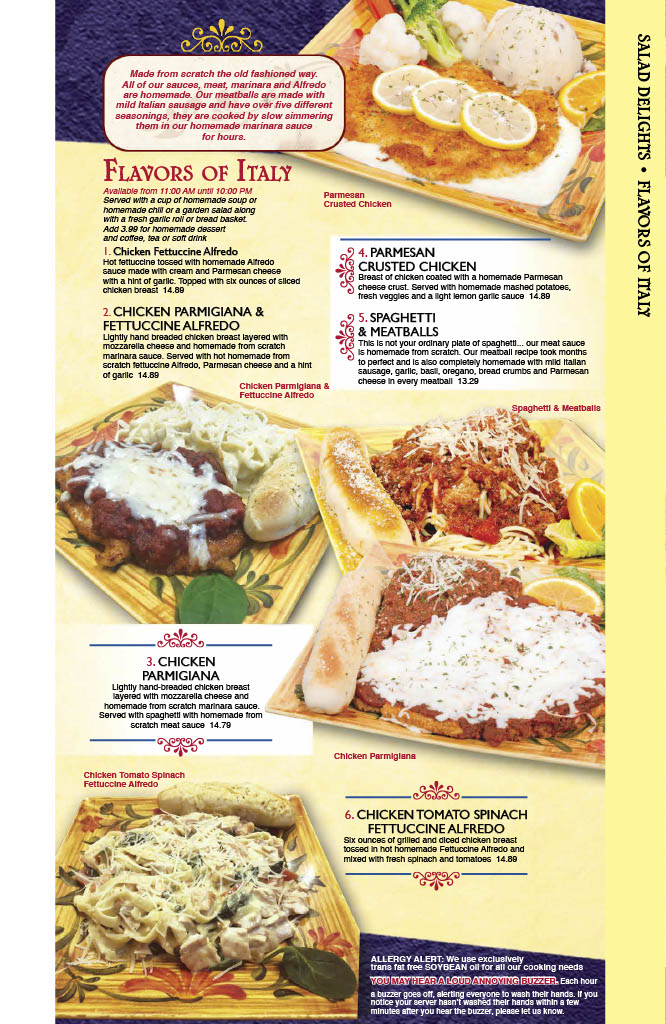 Made from scratch the old fashioned way.
All of our sauces, meat, marinara and Alfredo
are homemade. Our meatballs are made with
mild Italian sausage and have over five different
seasonings, they are cooked by slow simmering
them in our homemade marinara sauce
for hours.
FLAVORS OF ITALY
Available from 11:00 AM until 10:00 PM
Served with a cup of homemade soup or
homemade chili or a garden salad along
with a fresh garlic roll or bread basket.
Add 3.99 for homemade dessert
and coffee, tea or soft drink
1. Chicken Fettuccine Alfredo
Hot fettuccine tossed with homemade Alfredo
sauce made with cream and Parmesan cheese
with a hint of garlic. Topped with six ounces of sliced
chicken breast 14.89
2. CHICKEN PARMIGIANA &
FETTUCCINE ALFREDO
Lightly hand breaded chicken breast layered with
mozzarella cheese and homemade from scratch
marinara sauce. Served with hot homemade from
scratch fettuccine Alfredo, Parmesan cheese and a hint
of garlic 14.89
Chicken Parmigiana &
Fettuccine Alfredo
Parmesan
Crusted Chicken
4. PARMESAN
CRUSTED CHICKEN
Breast of chicken coated with a homemade Parmesan
cheese crust. Served with homemade mashed potatoes,
fresh veggies and a light lemon garlic sauce 14.89
5. SPAGHETTI
& MEATBALLS
This is not your ordinary plate of spaghetti... our meat sauce
is homemade from scratch. Our meatball recipe took months
to perfect and is also completely homemade with mild Italian
sausage, garlic, basil, oregano, bread crumbs and Parmesan
cheese in every meatball 13.29
Spaghetti & Meatballs
3. CHICKEN
PARMIGIANA
Lightly hand-breaded chicken breast
layered with mozzarella cheese and
homemade from scratch marinara sauce.
Served with spaghetti with homemade from
scratch meat sauce 14.79
Chicken Parmigiana
Chicken Tomato Spinach
Fettuccine Alfredo
6. CHICKEN TOMATO SPINACH
FETTUCCINE ALFREDO
Six ounces of grilled and diced chicken breast
tossed in hot homemade Fettuccine Alfredo and
mixed with fresh spinach and tomatoes 14.89
ALLERGY ALERT: We use exclusively
trans fat free SOYBEAN oil for all our cooking needs
YOU MAY HEAR A LOUD ANNOYING BUZZER. Each hour
a buzzer goes off, alerting everyone to wash their hands. If you
notice your server hasn't washed their hands within a few
minutes after you hear the buzzer, please let us know.
SALAD DELIGHTS • FLAVORS OF ITALY